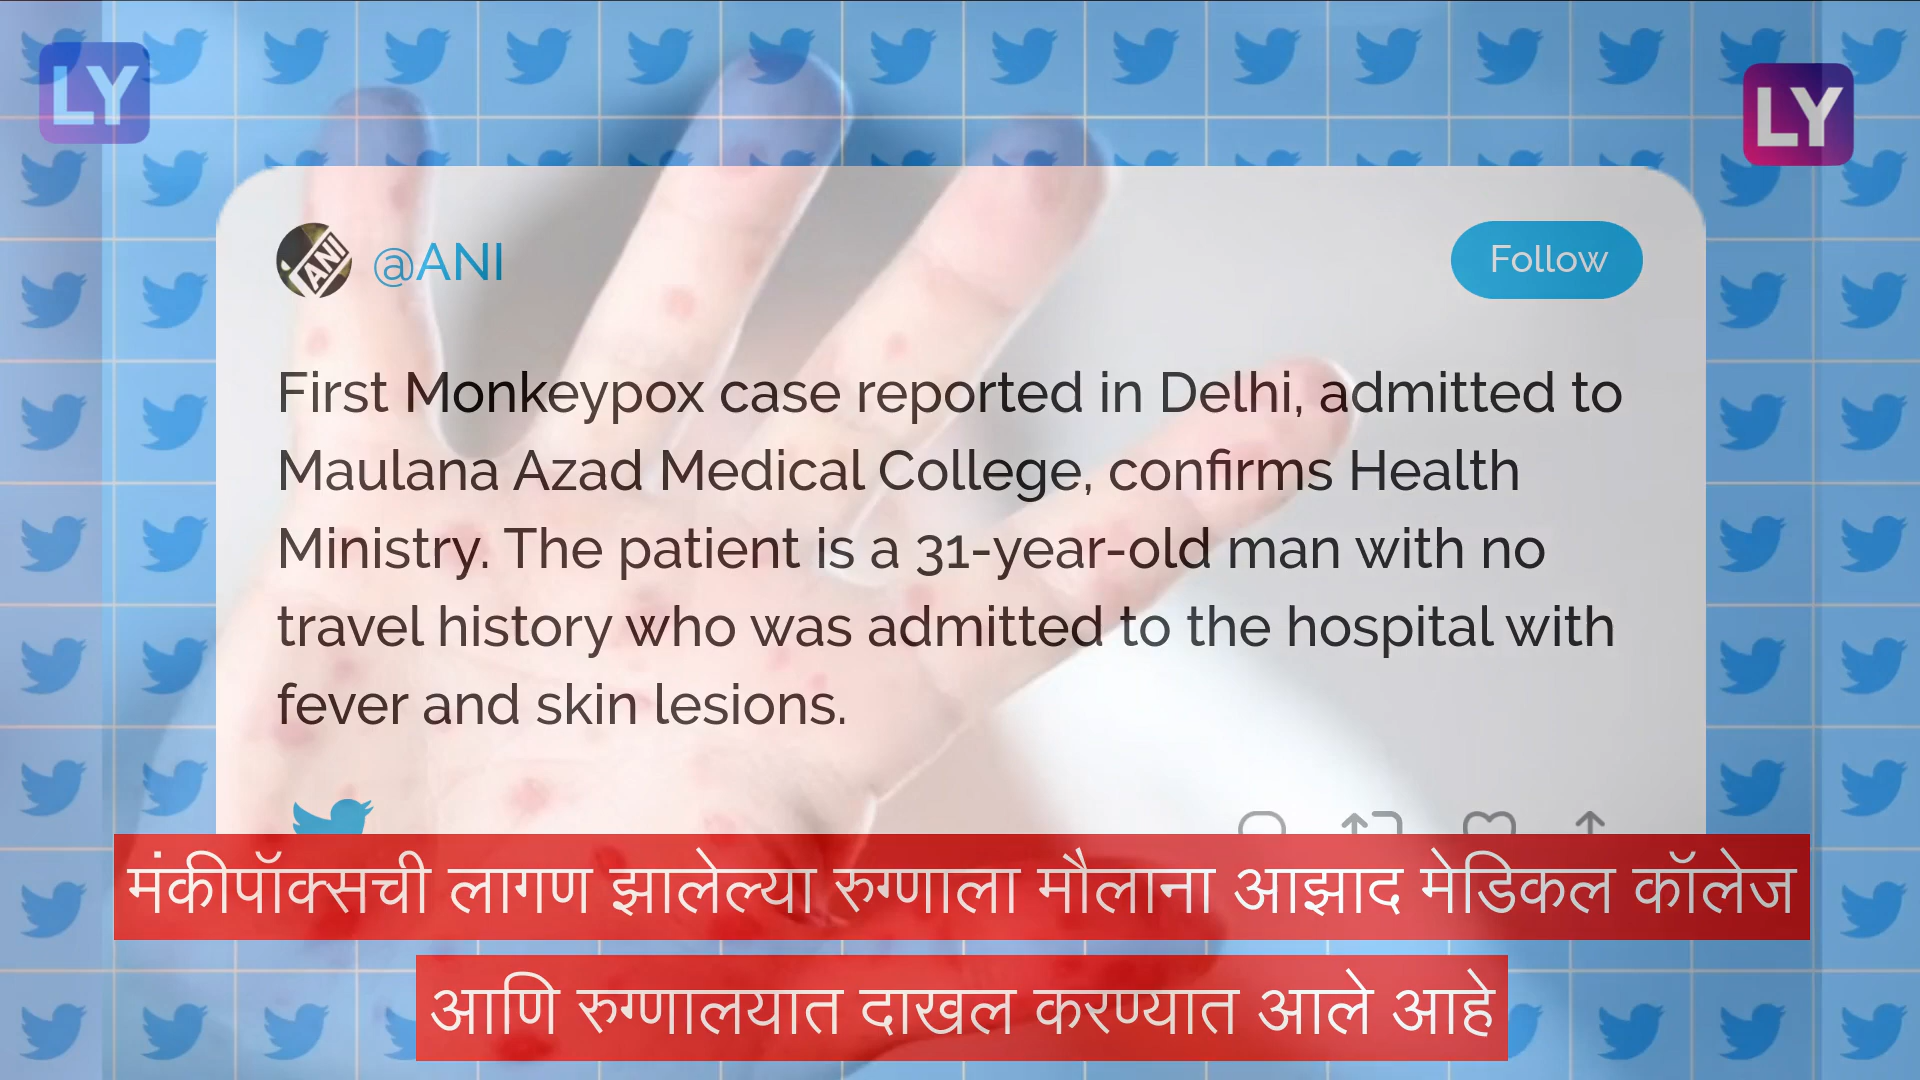 LY
LY
ANI
@ANI
Follow
First Monkeypox case reported in Delhi, admitted to
Maulana Azad Medical College, confirms Health
Ministry. The patient is a 31-year-old man with no
travel history who was admitted to the hospital with
fever and skin lesions.
मंकीपॉक्सची लागण झालेल्या रुग्णाला मौलाना आझाद मेडिकल कॉलेज
आणि रुग्णालयात दाखल करण्यात आले आहे